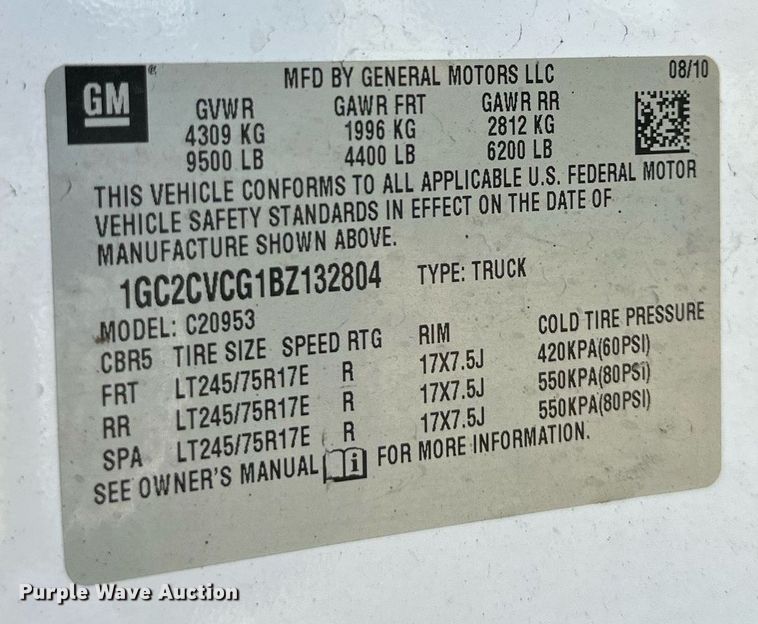 GM ®
MFD BY GENERAL MOTORS LLC 08/10
GVWR GAWR FRT GAWR RR
4309 KG 1996 KG 2812 KG
9500 LB 4400 LB 6200 LB
THIS VEHICLE CONFORMS TO ALL APPLICABLE U.S. FEDERAL MOTOR
VEHICLE SAFETY STANDARDS IN EFFECT ON THE DATE OF
MANUFACTURE SHOWN ABOVE.
1GC2CVCG1BZ132804 TYPE: TRUCK
MODEL: C20953
CBR5 TIRE SIZE SPEED RTG RIM COLD TIRE PRESSURE
FRT LT245/75R17E R 17X7.5J 420KPA(60PSI)
RR LT245/75R17E R 17X7.5J 550KPA(80PSI)
SPA LT245/75R17E R 17X7.5J 550KPA(80PSI)
SEE OWNER'S MANUAL i FOR MORE INFORMATION.
Purple Wave Auction